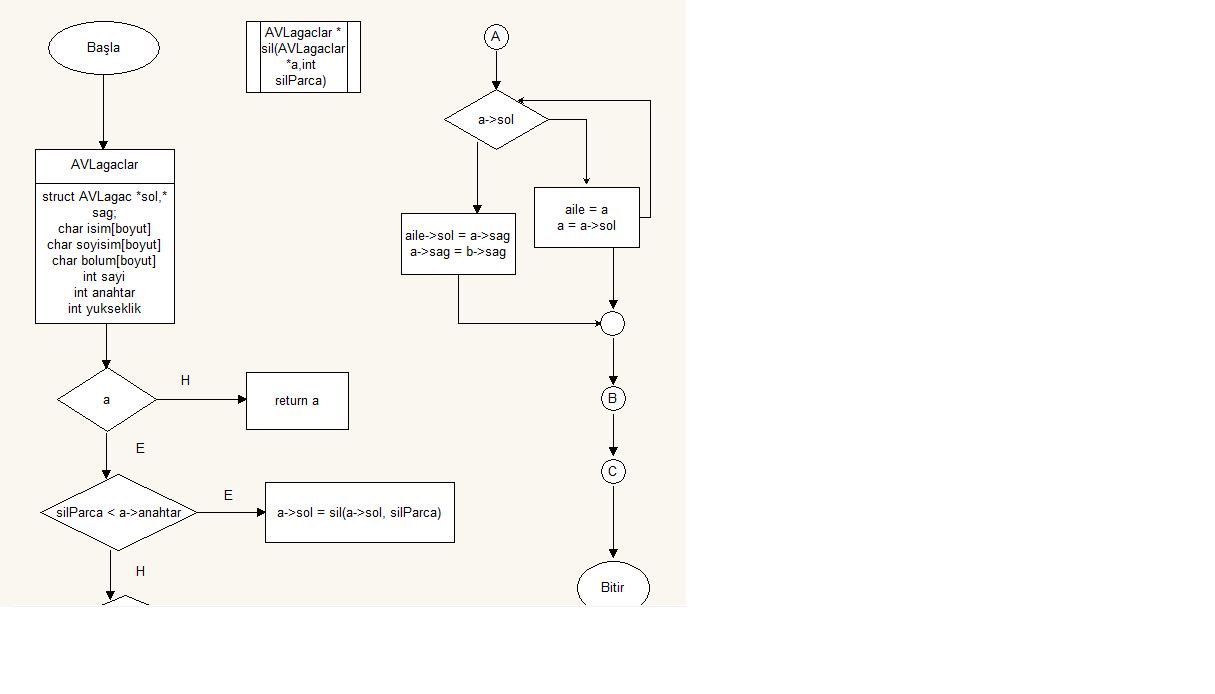 Başla
AVLagaclar
struct AVLagac *sol,*
sag;
char isim[boyut]
char soyisim[boyut]
char bolum[boyut]
int sayi
int anahtar
int yukseklik
a
H
return a
E
silParca < a->anahtar
E
a->sol = sil(a->sol, silParca)
H
AVLagaclar *
sil(AVLagaclar
*a,int
silParca)
A
a->sol
aile = a
a = a->sol
aile->sol = a->sag
a->sag = b->sag
B
C
Bitir